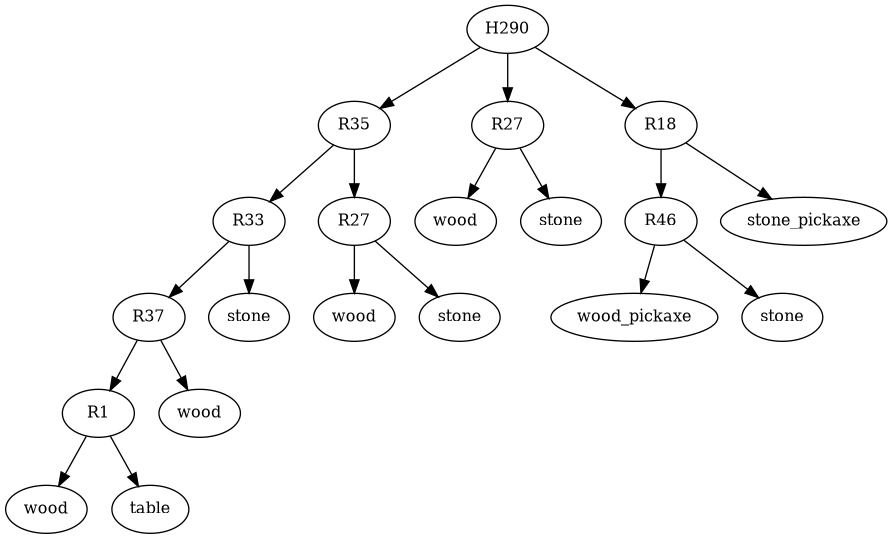 H290
R35
R27
R18
R33
R27
wood
stone
R46
stone_pickaxe
R37
stone
wood
stone
wood_pickaxe
stone
R1
wood
wood
table